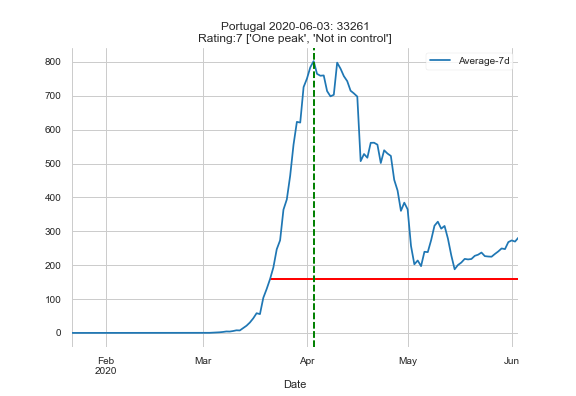 Portugal 2020-06-03: 33261
Rating:7 ['One peak', 'Not in control']
Average-7d
800
700
600
500
400
300
200
100
0
Feb
2020
Mar
Apr
May
Jun
Date